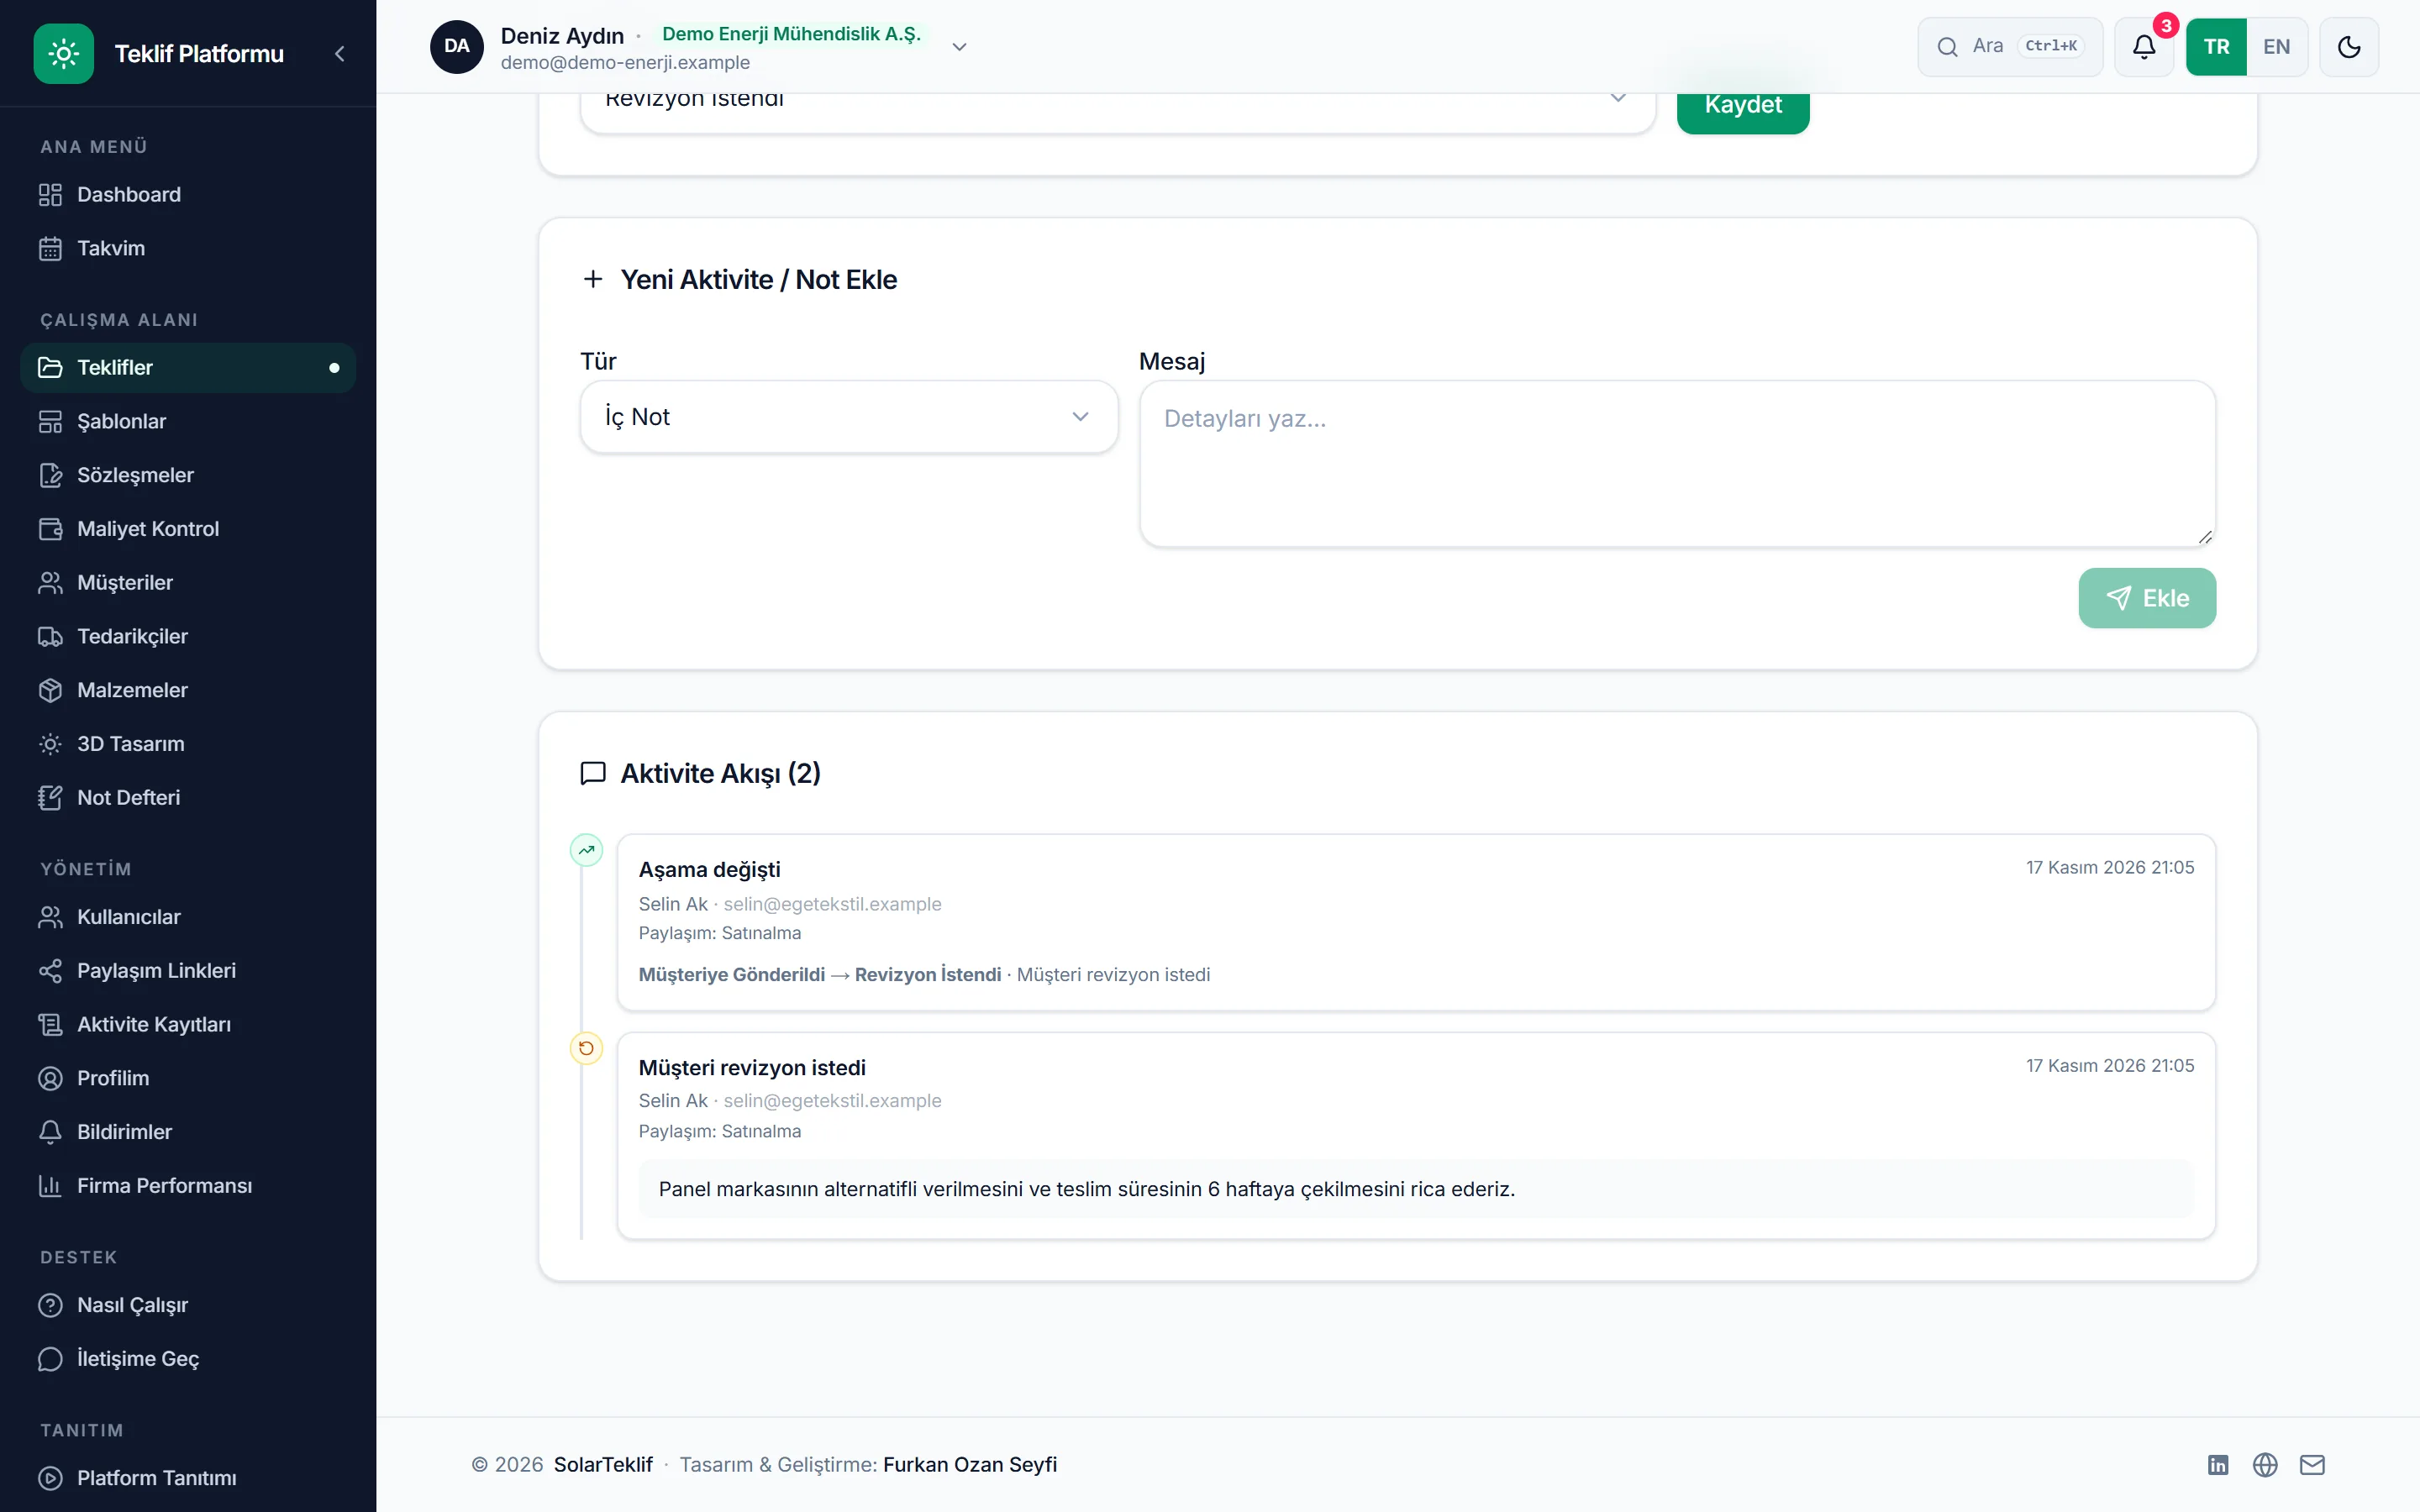 Teklif Platformu
ANA MENÜ
Dashboard
Takvim
ÇALIŞMA ALANI
Teklifler
Şablonlar
Sözleşmeler
Maliyet Kontrol
Müşteriler
Tedarikçiler
Malzemeler
3D Tasarım
Not Defteri
YÖNETİM
Kullanıcılar
Paylaşım Linkleri
Aktivite Kayıtları
Profilim
Bildirimler
Firma Performansı
DESTEK
Nasıl Çalışır
İletişime Geç
TANITIM
Platform Tanıtımı
DA
Deniz Aydın · Demo Enerji Mühendislik A.Ş.
demo@demo-enerji.example
Ara Ctrl+K
3
TR EN
Revizyon İstendi
Kaydet
Yeni Aktivite / Not Ekle
Tür
Mesaj
İç Not
Detayları yaz...
Ekle
Aktivite Akışı (2)
Aşama değişti
17 Kasım 2026 21:05
Selin Ak · selin@egetekstil.example
Paylaşım: Satınalma
Müşteriye Gönderildi → Revizyon İstendi · Müşteri revizyon istedi
Müşteri revizyon istedi
17 Kasım 2026 21:05
Selin Ak · selin@egetekstil.example
Paylaşım: Satınalma
Panel markasının alternatifli verilmesini ve teslim süresinin 6 haftaya çekilmesini rica ederiz.
© 2026 SolarTeklif · Tasarım & Geliştirme: Furkan Ozan Seyfi